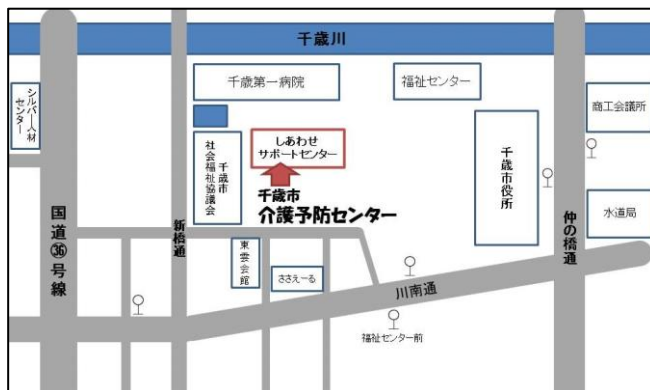 千歳川
千歳第一病院
福祉センター
シルバー人材
センター
商工会議所
しあわせ
サポートセンター
千歳市
社会福祉協議会
千歳市役所
千歳市
介護予防センター
国道㊱号線
新橋通
仲の橋通
水道局
東雲会館
ささえーる
川南通
福祉センター前